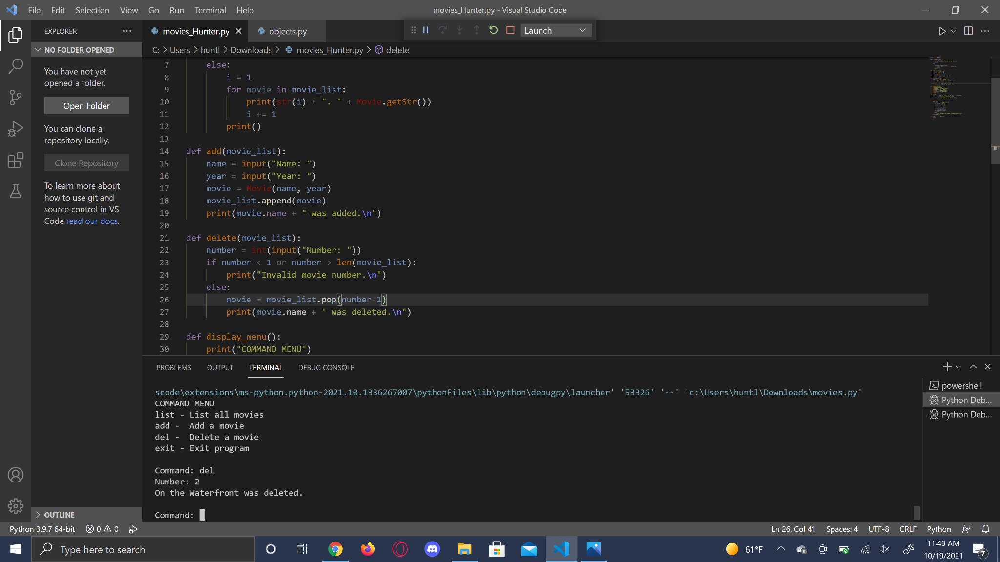 File Edit Selection View Go Run Terminal Help
movies_Hunter.py - Visual Studio Code
EXPLORER
movies_Hunter.py
objects.py
Launch
NO FOLDER OPENED
C: > Users > huntl > Downloads > movies_Hunter.py > delete
You have not yet
opened a folder.
Open Folder
You can clone a
repository locally.
Clone Repository
To learn more about
how to use git and
source control in VS
Code read our docs.
7 else:
8 i = 1
9 for movie in movie_list:
10 print(str(i) + ". " + Movie.getStr())
11 i += 1
12 print()
13
14 def add(movie_list):
15 name = input("Name: ")
16 year = input("Year: ")
17 movie = Movie(name, year)
18 movie_list.append(movie)
19 print(movie.name + " was added.\n")
20
21 def delete(movie_list):
22 number = int(input("Number: "))
23 if number < 1 or number > len(movie_list):
24 print("Invalid movie number.\n")
25 else:
26 movie = movie_list.pop(number-1)
27 print(movie.name + " was deleted.\n")
28
29 def display_menu():
30 print("COMMAND MENU")
PROBLEMS OUTPUT TERMINAL DEBUG CONSOLE
scode\extensions\ms-python.python-2021.10.1336267007\pythonFiles\lib\python\debugpy\launcher' '53326' '--' 'c:\Users\huntl\Downloads\movies.py'
COMMAND MENU
list - List all movies
add -  Add a movie
del -  Delete a movie
exit - Exit program
Command: del
Number: 2
On the Waterfront was deleted.
Command:
powershell
Python Deb...
Python Deb...
OUTLINE
Python 3.9.7 64-bit 0 0
Ln 26, Col 41 Spaces: 4 UTF-8 CRLF Python
Type here to search
61°F
11:43 AM
10/19/2021
7